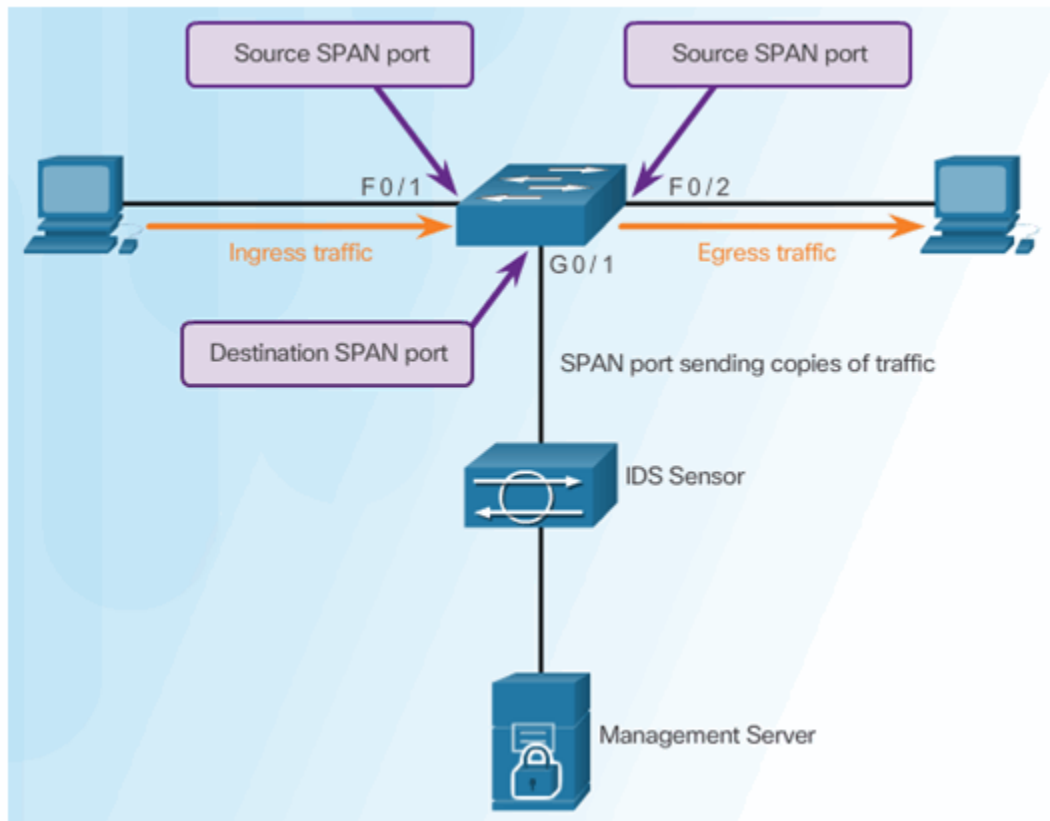 Source SPAN port
Source SPAN port
F0/1
F0/2
Ingress traffic
Egress traffic
G0/1
Destination SPAN port
SPAN port sending copies of traffic
IDS Sensor
Management Server